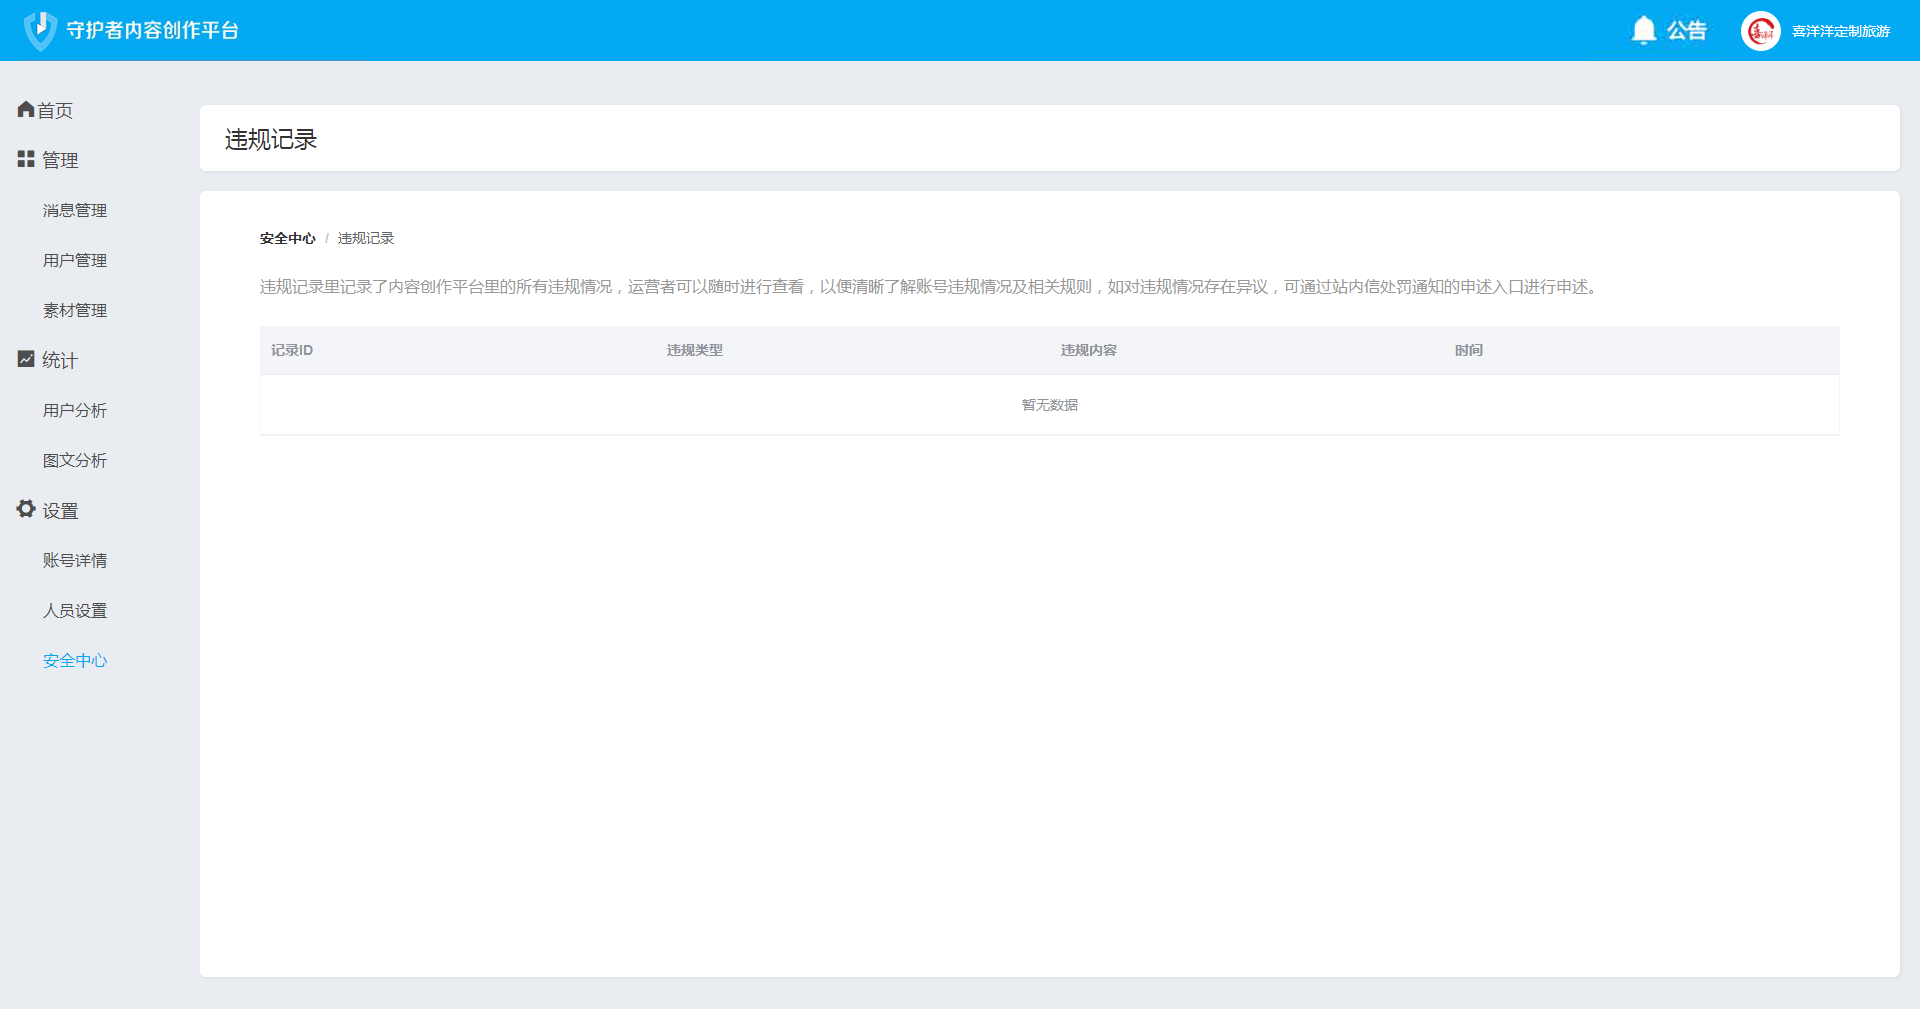 守护者内容创作平台
公告
喜洋洋定制旅游
首页
管理
消息管理
用户管理
素材管理
统计
用户分析
图文分析
设置
账号详情
人员设置
安全中心
违规记录
安全中心 / 违规记录
违规记录里记录了内容创作平台里的所有违规情况，运营者可以随时进行查看，以便清晰了解账号违规情况及相关规则，如对违规情况存在异议，可通过站内信处罚通知的申述入口进行申述。
记录ID 违规类型 违规内容 时间
暂无数据